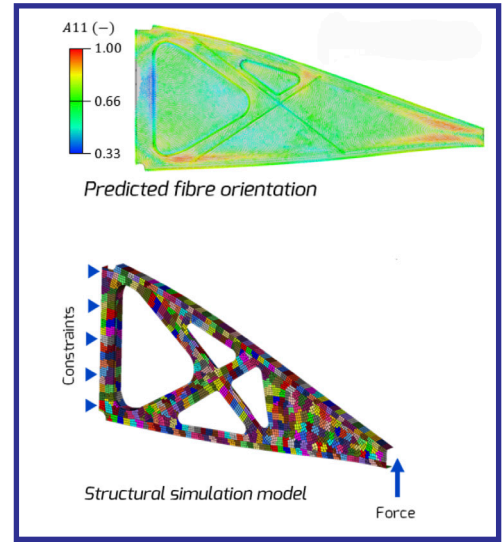 A11 (−)
1.00
0.66
0.33
Predicted fibre orientation
Constraints
Structural simulation model
Force